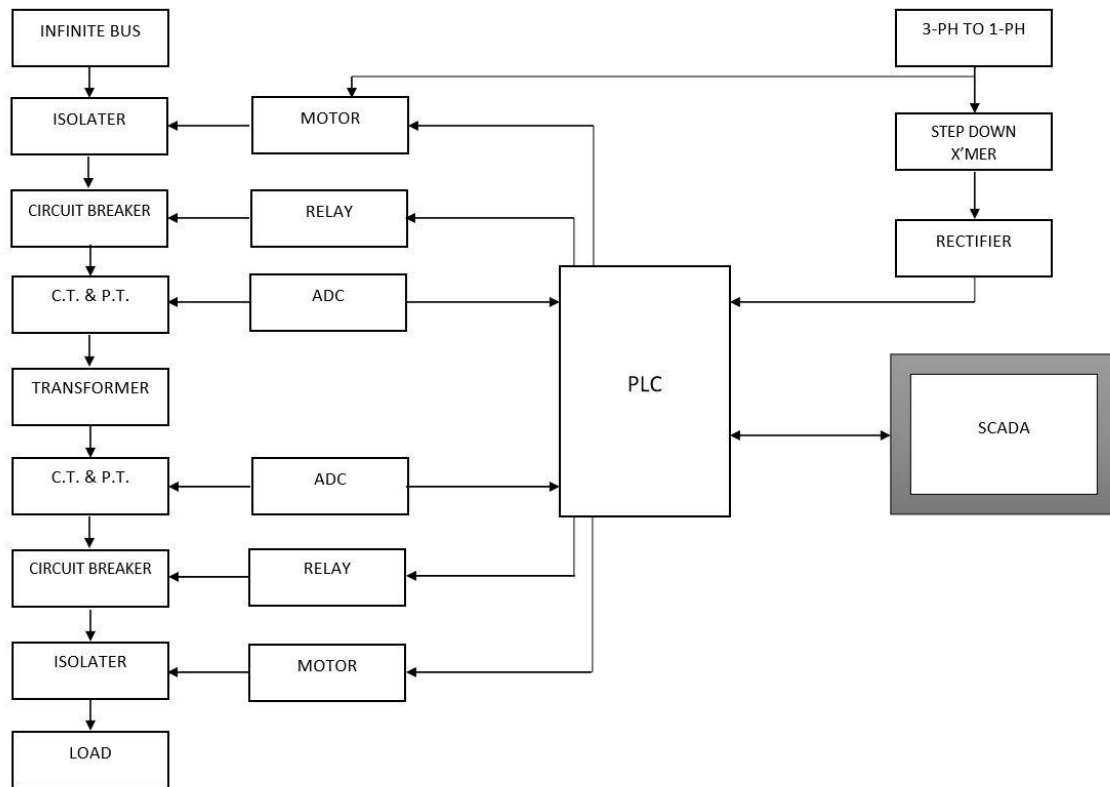 INFINITE BUS
3-PH TO 1-PH
ISOLATER
MOTOR
STEP DOWN
X'MER
CIRCUIT BREAKER
RELAY
RECTIFIER
C.T. & P.T.
ADC
TRANSFORMER
PLC
SCADA
C.T. & P.T.
ADC
CIRCUIT BREAKER
RELAY
ISOLATER
MOTOR
LOAD